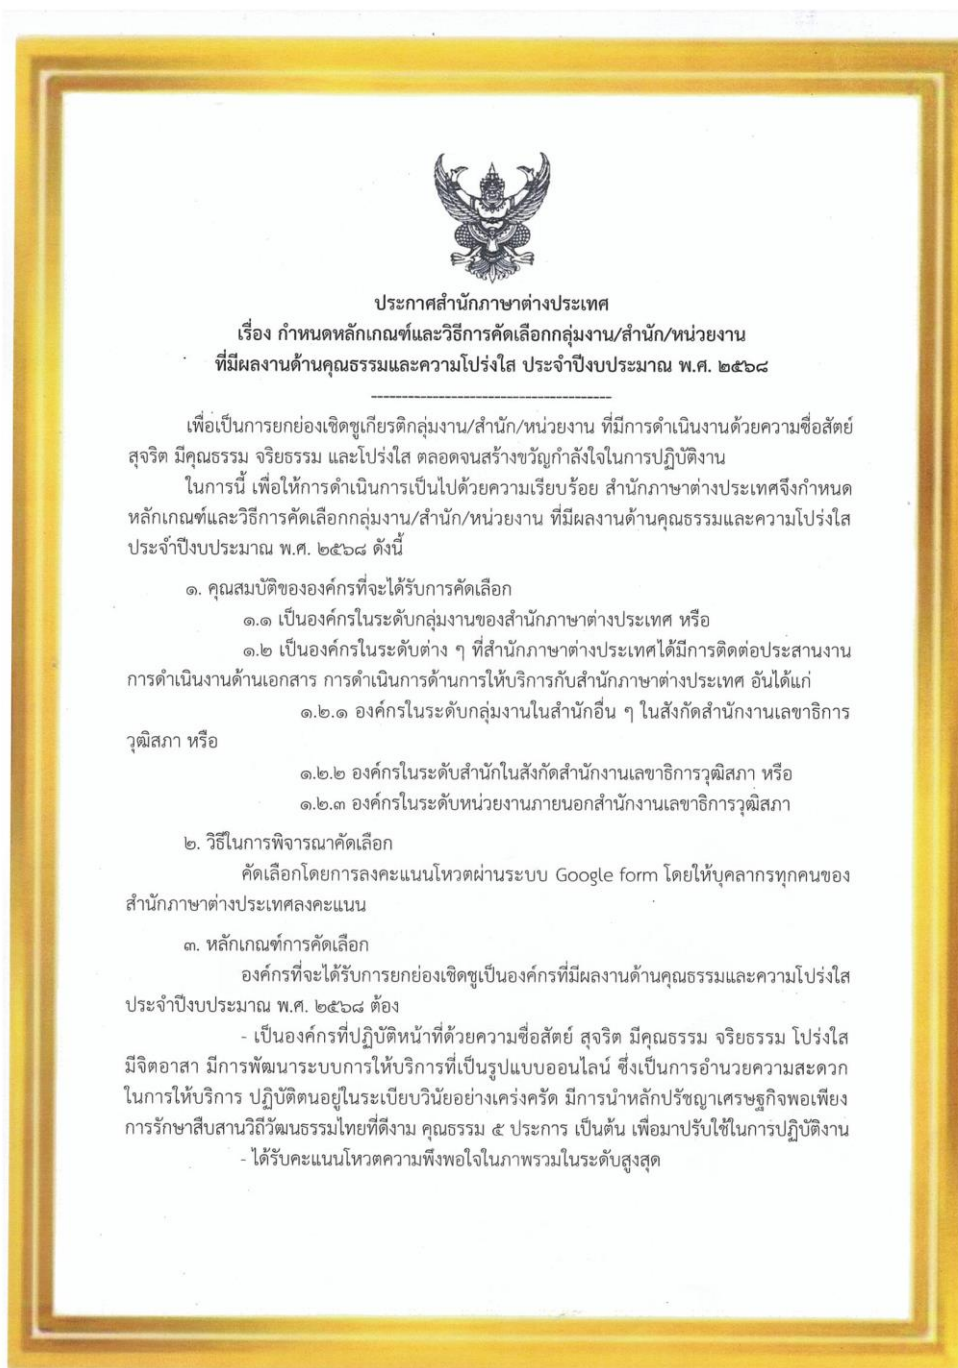 ประกาศสำนักภาษาต่างประเทศ
เรื่อง กำหนดหลักเกณฑ์และวิธีการคัดเลือกกลุ่มงาน/สำนัก/หน่วยงาน
ที่มีผลงานด้านคุณธรรมและความโปร่งใส ประจำปีงบประมาณ พ.ศ. ๒๕๖๘
---------------------------------------
เพื่อเป็นการยกย่องเชิดชูเกียรติกลุ่มงาน/สำนัก/หน่วยงาน ที่มีการดำเนินงานด้วยความซื่อสัตย์
สุจริต มีคุณธรรม จริยธรรม และโปร่งใส ตลอดจนสร้างขวัญกำลังใจในการปฏิบัติงาน
ในการนี้ เพื่อให้การดำเนินการเป็นไปด้วยความเรียบร้อย สำนักภาษาต่างประเทศจึงกำหนด
หลักเกณฑ์และวิธีการคัดเลือกกลุ่มงาน/สำนัก/หน่วยงาน ที่มีผลงานด้านคุณธรรมและความโปร่งใส
ประจำปีงบประมาณ พ.ศ. ๒๕๖๘ ดังนี้
๑. คุณสมบัติขององค์กรที่จะได้รับการคัดเลือก
๑.๑ เป็นองค์กรในระดับกลุ่มงานของสำนักภาษาต่างประเทศ หรือ
๑.๒ เป็นองค์กรในระดับต่าง ๆ ที่สำนักภาษาต่างประเทศได้มีการติดต่อประสานงาน
การดำเนินงานด้านเอกสาร การดำเนินการด้านการให้บริการกับสำนักภาษาต่างประเทศ อันได้แก่
๑.๒.๑ องค์กรในระดับกลุ่มงานในสำนักอื่น ๆ ในสังกัดสำนักงานเลขาธิการ
วุฒิสภา หรือ
๑.๒.๒ องค์กรในระดับสำนักในสังกัดสำนักงานเลขาธิการวุฒิสภา หรือ
๑.๒.๓ องค์กรในระดับหน่วยงานภายนอกสำนักงานเลขาธิการวุฒิสภา
๒. วิธีในการพิจารณาคัดเลือก
คัดเลือกโดยการลงคะแนนโหวตผ่านระบบ Google form โดยให้บุคลากรทุกคนของ
สำนักภาษาต่างประเทศลงคะแนน
๓. หลักเกณฑ์การคัดเลือก
องค์กรที่จะได้รับการยกย่องเชิดชูเป็นองค์กรที่มีผลงานด้านคุณธรรมและความโปร่งใส
ประจำปีงบประมาณ พ.ศ. ๒๕๖๘ ต้อง
- เป็นองค์กรที่ปฏิบัติหน้าที่ด้วยความซื่อสัตย์ สุจริต มีคุณธรรม จริยธรรม โปร่งใส
มีจิตอาสา มีการพัฒนาระบบการให้บริการที่เป็นรูปแบบออนไลน์ ซึ่งเป็นการอำนวยความสะดวก
ในการให้บริการ ปฏิบัติตนอยู่ในระเบียบวินัยอย่างเคร่งครัด มีการนำหลักปรัชญาเศรษฐกิจพอเพียง
การรักษาสืบสานวิถีวัฒนธรรมไทยที่ดีงาม คุณธรรม ๕ ประการ เป็นต้น เพื่อมาปรับใช้ในการปฏิบัติงาน
- ได้รับคะแนนโหวตความพึงพอใจในภาพรวมในระดับสูงสุด